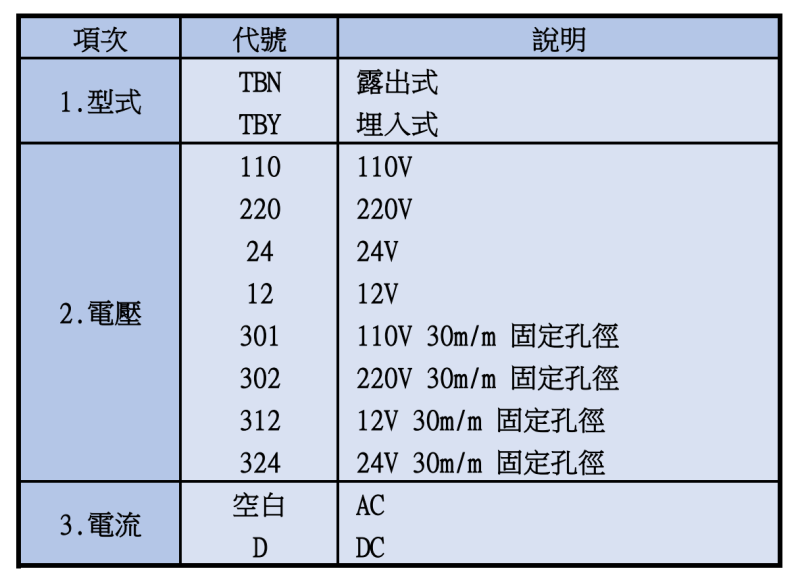 項次 代號 說明
1.型式 TBN 露出式
TBY 埋入式
2.電壓 110 110V
220 220V
24 24V
12 12V
301 110V 30m/m 固定孔徑
302 220V 30m/m 固定孔徑
312 12V 30m/m 固定孔徑
324 24V 30m/m 固定孔徑
3.電流 空白 AC
D DC